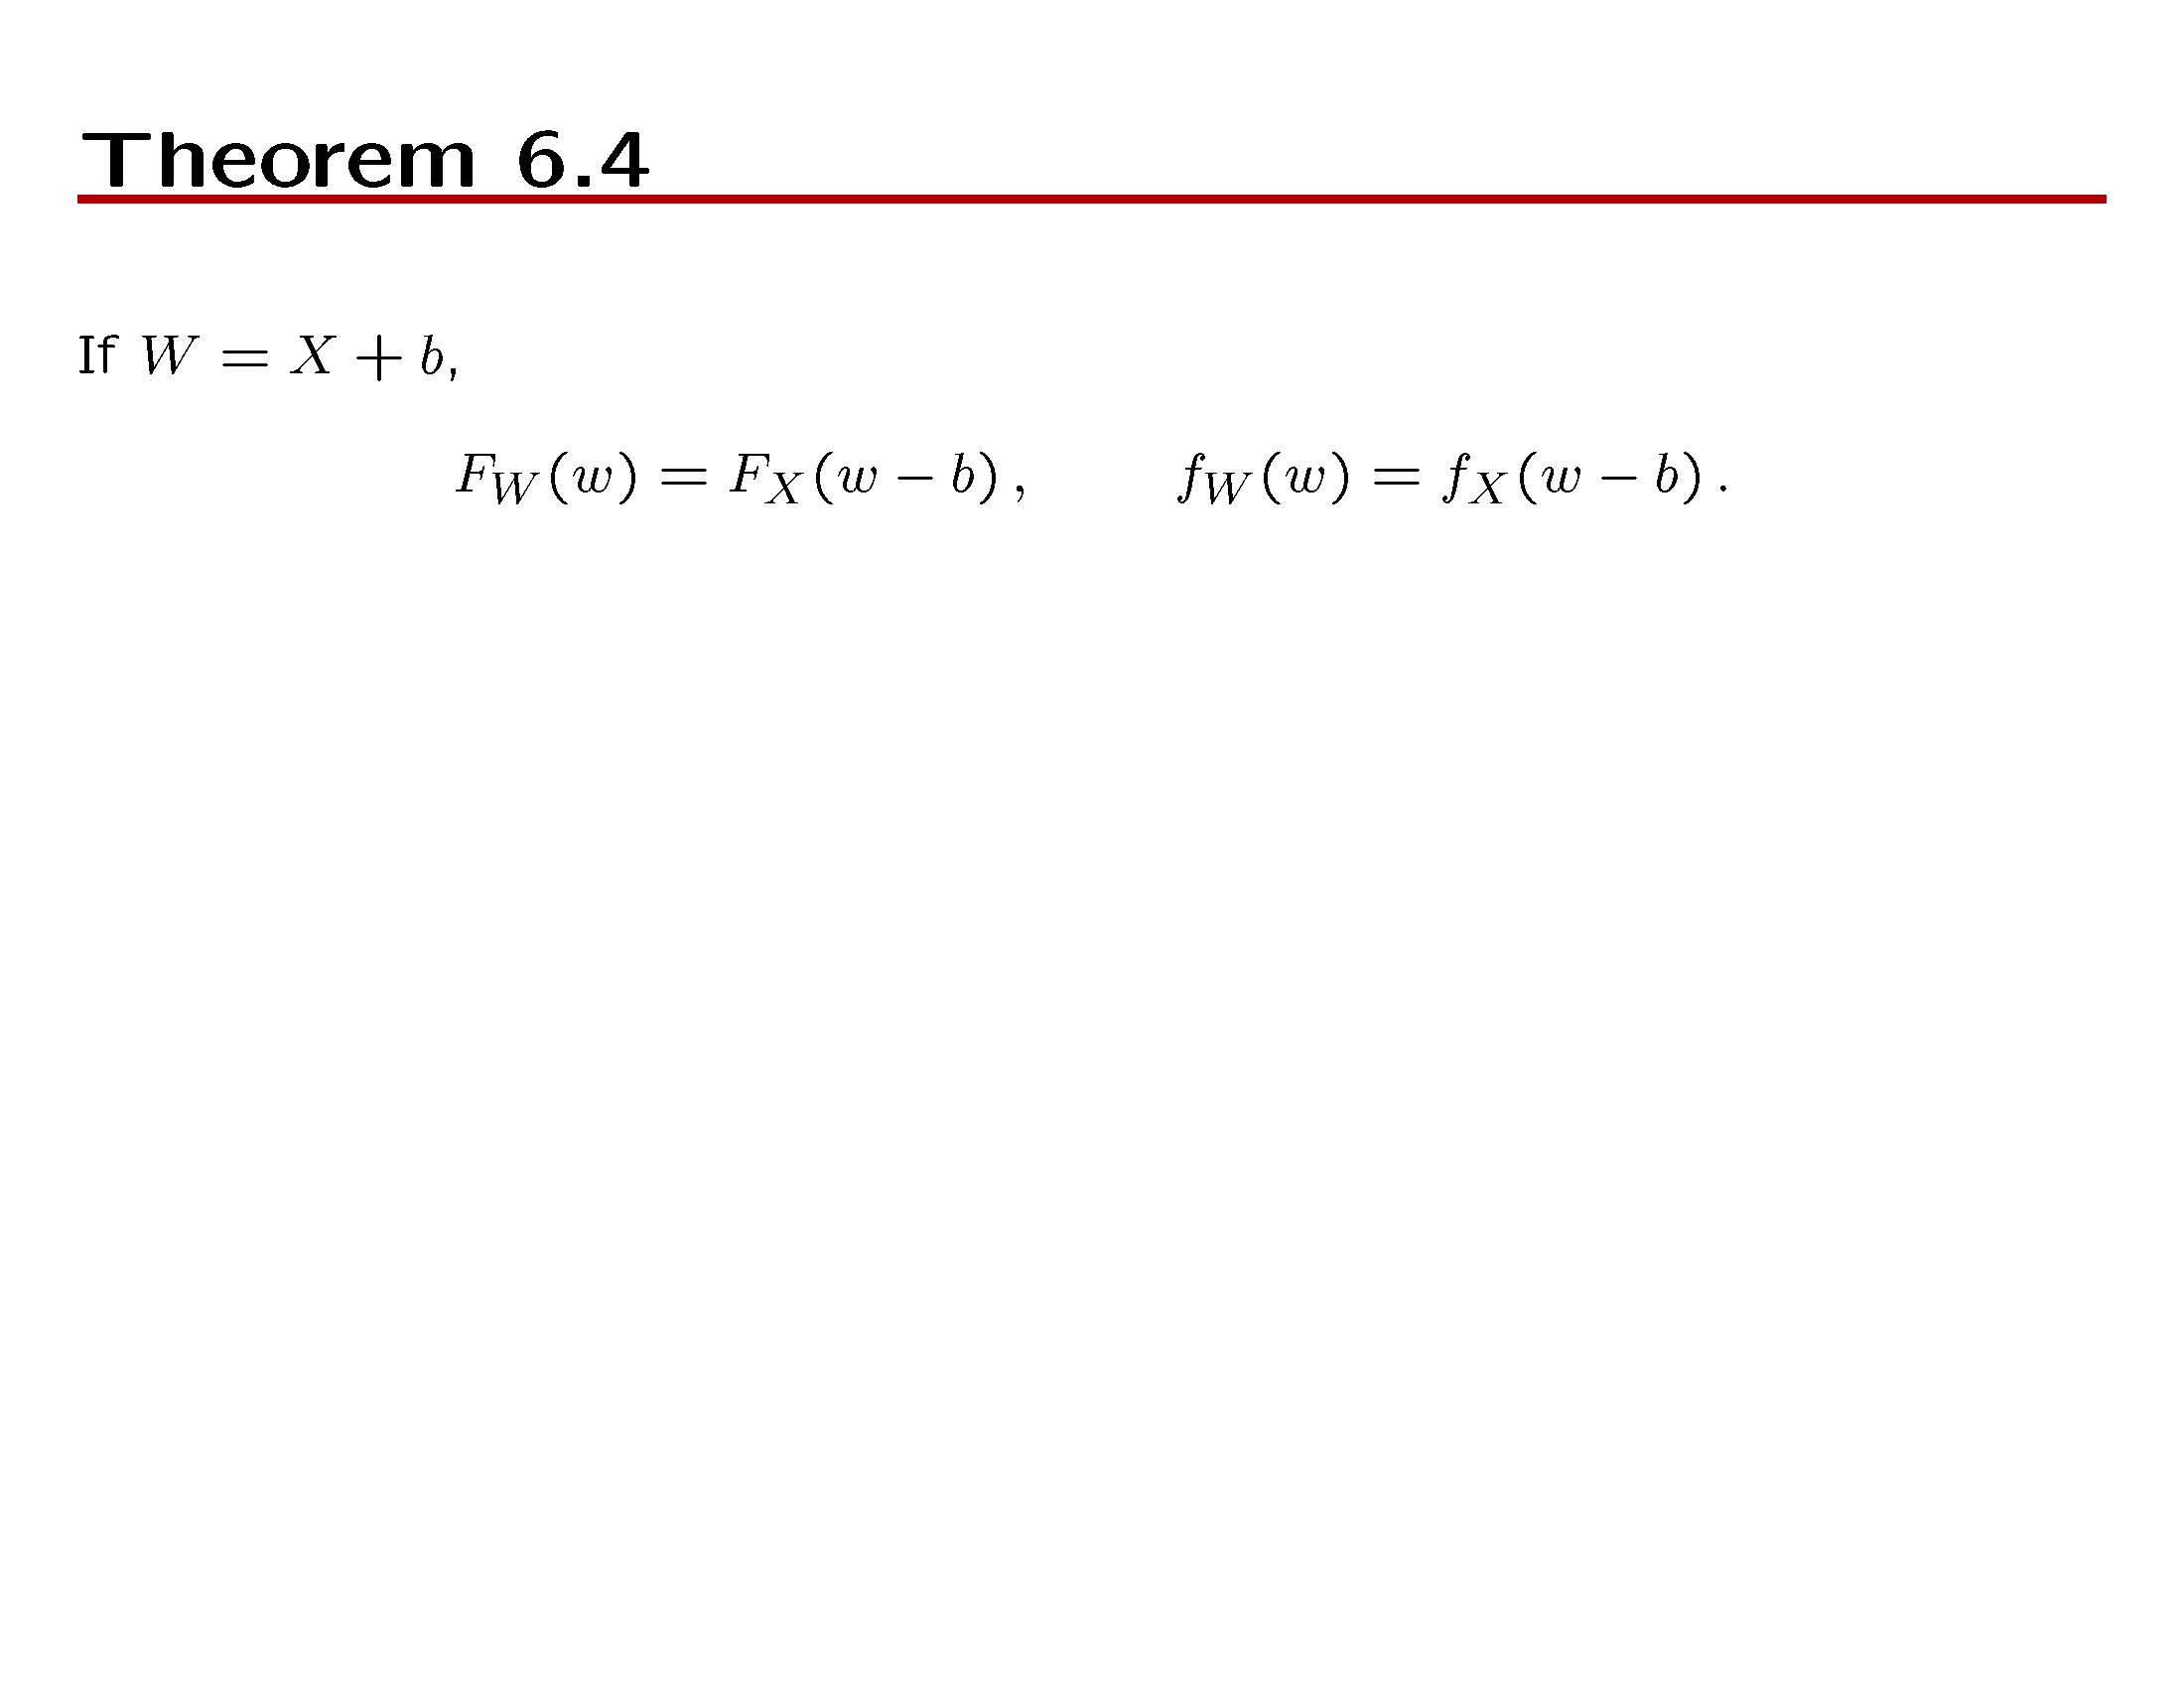 Theorem 6.4
If W = X + b,
F_W(w) = F_X(w − b) , f_W(w) = f_X(w − b) .